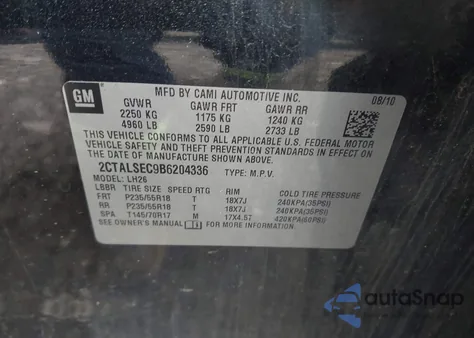 GM
MFD BY CAMI AUTOMOTIVE INC. 08/10
GVWR GAWR FRT GAWR RR
2250 KG 1175 KG 1240 KG
4960 LB 2590 LB 2733 LB
THIS VEHICLE CONFORMS TO ALL APPLICABLE U.S. FEDERAL MOTOR
VEHICLE SAFETY, BUMPER, AND THEFT PREVENTION STANDARDS IN
EFFECT ON THE DATE OF MANUFACTURE SHOWN ABOVE.
2CTALSEC9B6204336 TYPE: M.P.V.
MODEL: LH26
LBBR TIRE SIZE SPEED RTG RIM COLD TIRE PRESSURE
FRT P235/55R18 T 18X7J 240KPA(35PSI)
RR P235/55R18 T 18X7J 240KPA(35PSI)
SPA T145/70R17 M 17X4.5T 420KPA(60PSI)
SEE OWNER'S MANUAL FOR MORE INFORMATION
autoSnap